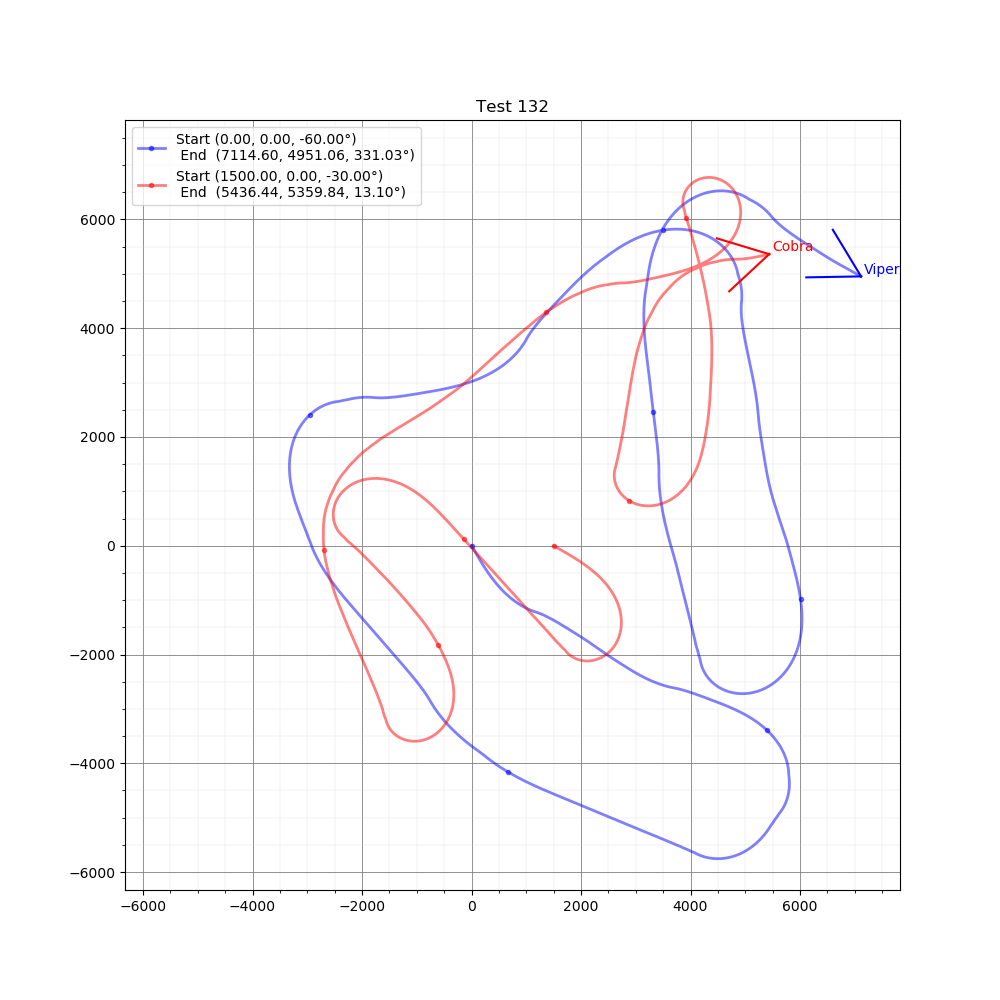 Test 132
Start (0.00, 0.00, -60.00°)
End (7114.60, 4951.06, 331.03°)
Start (1500.00, 0.00, -30.00°)
End (5436.44, 5359.84, 13.10°)
Cobra
Viper
6000
4000
2000
0
−2000
−4000
−6000
−6000 −4000 −2000 0 2000 4000 6000